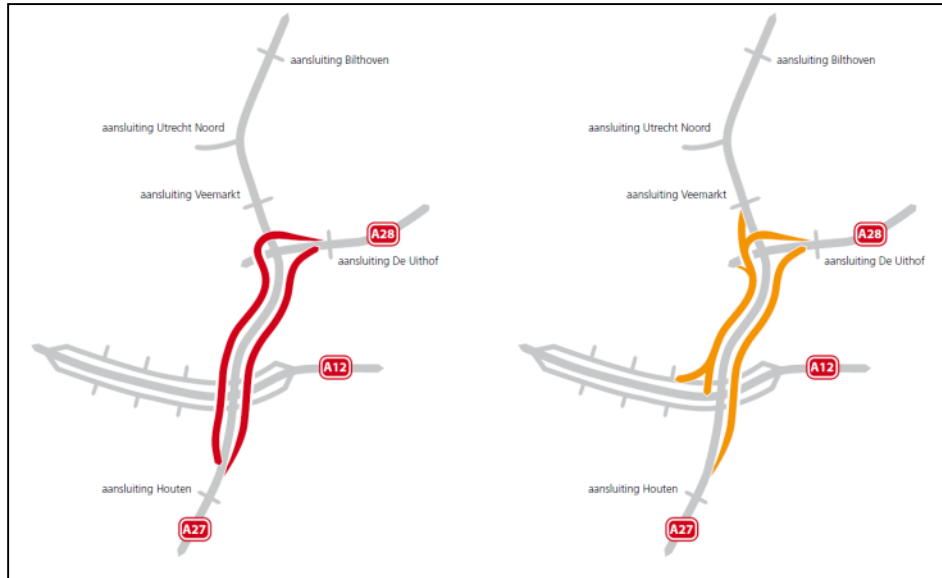 aansluiting Bilthoven
aansluiting Utrecht Noord
aansluiting Veemarkt
A28
aansluiting De Uithof
A12
aansluiting Houten
A27
aansluiting Bilthoven
aansluiting Utrecht Noord
aansluiting Veemarkt
A28
aansluiting De Uithof
A12
aansluiting Houten
A27